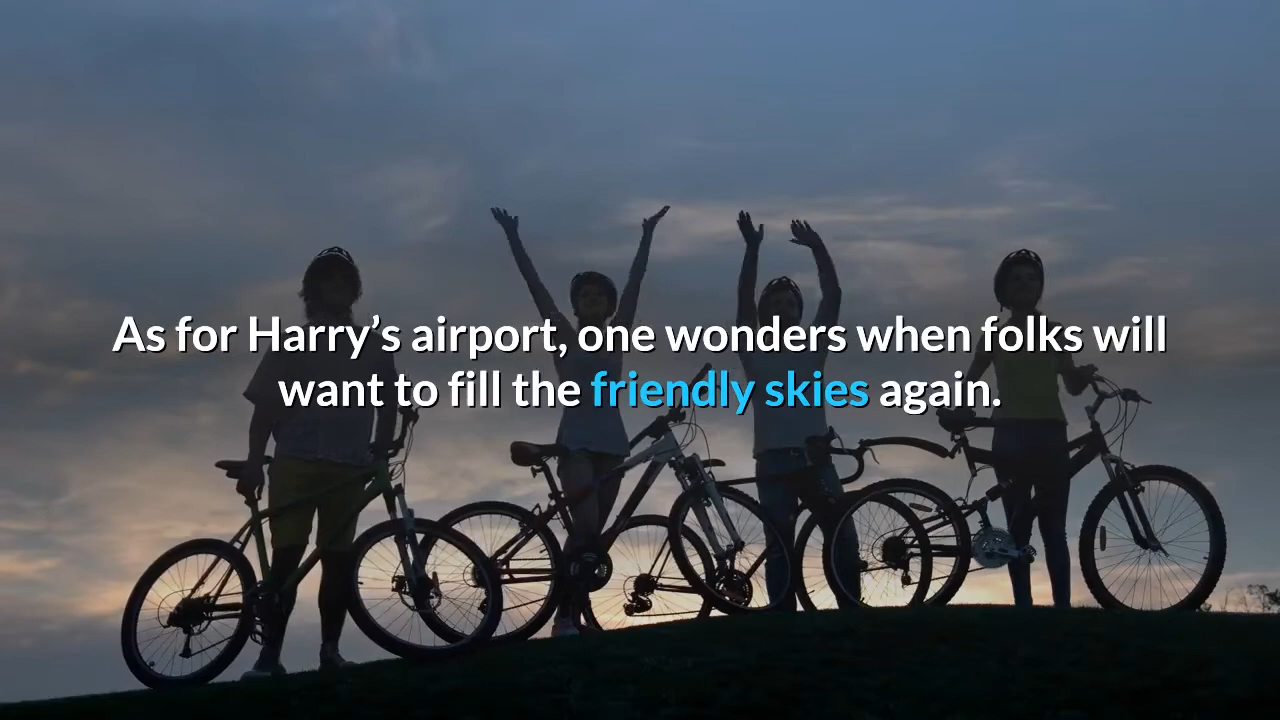 As for Harry’s airport, one wonders when folks will
want to fill the friendly skies again.